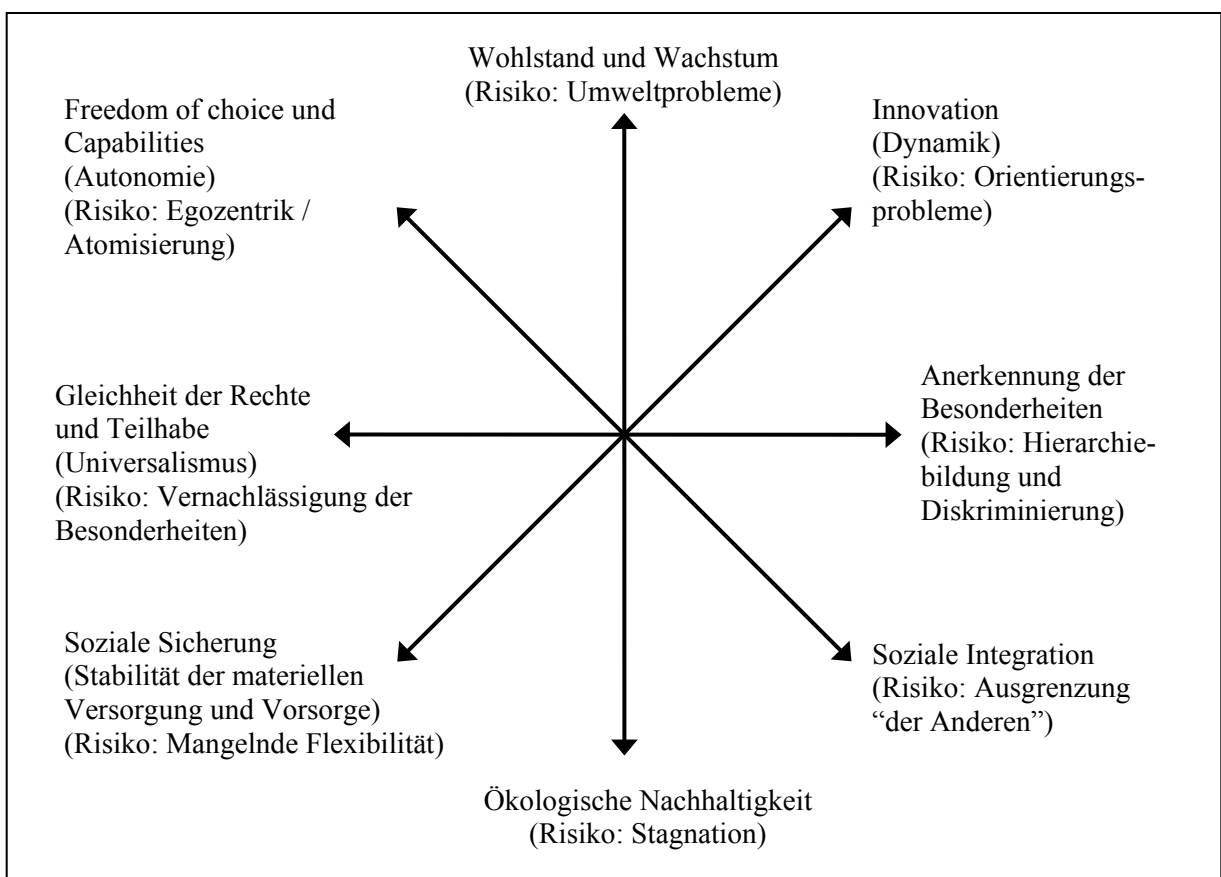 Wohlstand und Wachstum
(Risiko: Umweltprobleme)
Freedom of choice und
Capabilities
(Autonomie)
(Risiko: Egozentrik /
Atomisierung)
Innovation
(Dynamik)
(Risiko: Orientierungs-
probleme)
Gleichheit der Rechte
und Teilhabe
(Universalismus)
(Risiko: Vernachlässigung der
Besonderheiten)
Anerkennung der
Besonderheiten
(Risiko: Hierarchie-
bildung und
Diskriminierung)
Soziale Sicherung
(Stabilität der materiellen
Versorgung und Vorsorge)
(Risiko: Mangelnde Flexibilität)
Soziale Integration
(Risiko: Ausgrenzung
“der Anderen”)
Ökologische Nachhaltigkeit
(Risiko: Stagnation)